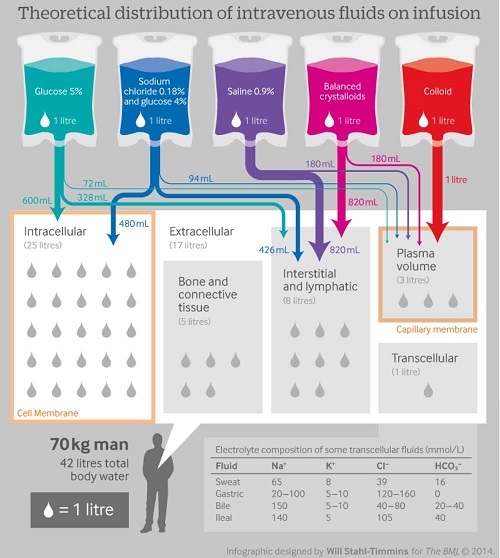 Theoretical distribution of intravenous fluids on infusion
Glucose 5%
1 litre
Sodium
chloride 0.18%
and glucose 4%
1 litre
Saline 0.9%
1 litre
Balanced
crystalloids
1 litre
Colloid
1 litre
180 mL
180 mL
1 litre
72 mL
94 mL
600 mL
328 mL
820 mL
480 mL
426 mL
820 mL
Intracellular
(25 litres)
Cell Membrane
Extracellular
(17 litres)
Bone and
connective
tissue
(5 litres)
Interstitial
and lymphatic
(8 litres)
Plasma
volume
(3 litres)
Capillary membrane
Transcellular
(1 litre)
70 kg man
42 litres total
body water
= 1 litre
Electrolyte composition of some transcellular fluids (mmol/L)
Fluid Na⁺ K⁺ Cl⁻ HCO₃⁻
Sweat 65 8 39 16
Gastric 20–100 5–10 120–160 0
Bile 150 5–10 40–80 20–40
Ileal 140 5 105 40
Infographic designed by Will Stahl-Timmins for The BMJ. © 2014.